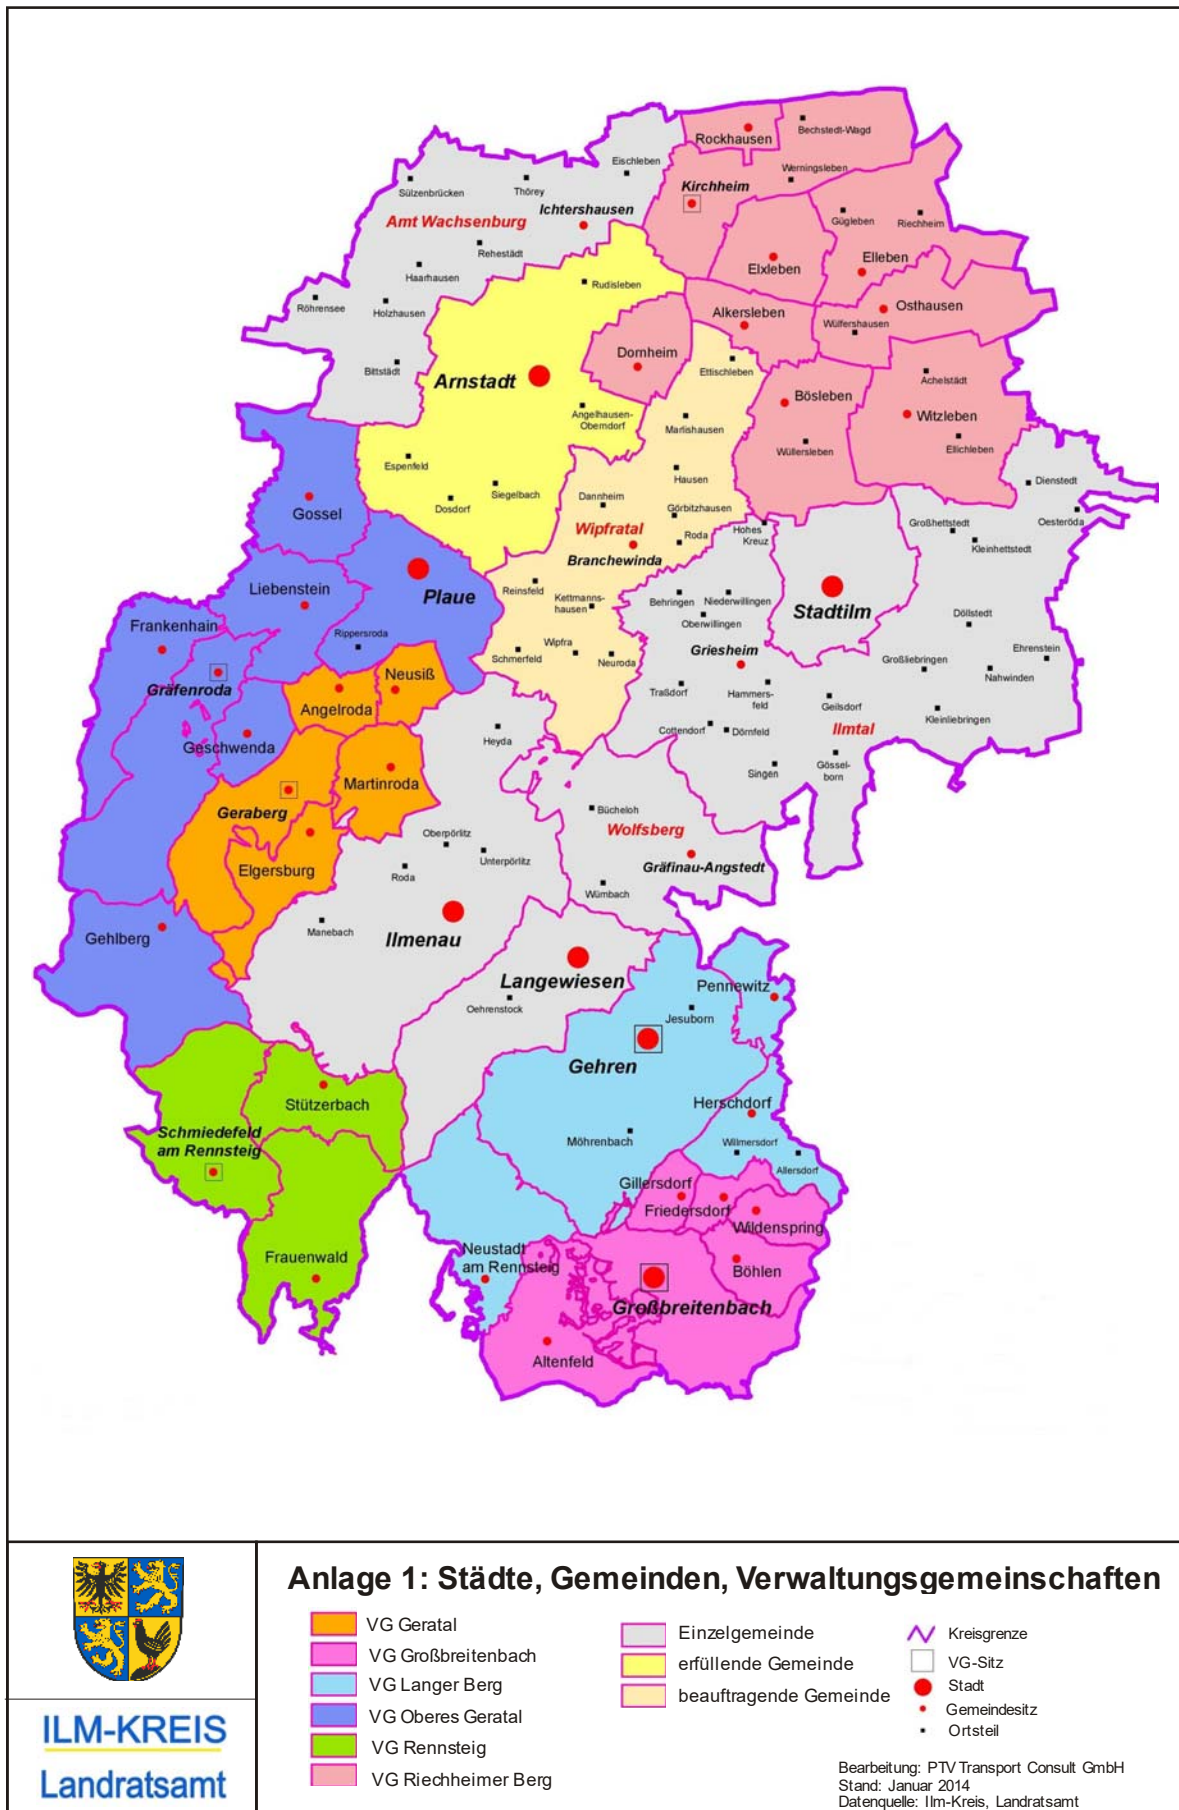 Rockhausen
Bechstedt-Wagd
Eischleben
Werningsleben
Sülzenbrücken
Thörey
Kirchheim
Ichtershausen
Amt Wachsenburg
Gügleben
Riechheim
Rehestädt
Elleben
Elxleben
Haarhausen
Rudisleben
Röhrensee
Holzhausen
Alkersleben
Osthausen
Wülfershausen
Dornheim
Ettischleben
Bittstädt
Arnstadt
Achelstädt
Bösleben
Angelhausen-
Oberndorf
Marlishausen
Witzleben
Wüllersleben
Ellichleben
Espenfeld
Siegelbach
Hausen
Dienstedt
Gossel
Dosdorf
Dannheim
Görbitzhausen
Oesteröda
Wipfratal
Hohes
Kreuz
Großhettstedt
Roda
Kleinhettstedt
Branchewinda
Liebenstein
Plaue
Reinsfeld
Kettmanns-
hausen
Behringen
Niederwillingen
Stadtilm
Oberwillingen
Döllstedt
Frankenhain
Rippersroda
Wipfra
Griesheim
Ehrenstein
Schmerfeld
Neuroda
Großliebringen
Nahwinden
Gräfenroda
Neusiß
Traßdorf
Hammers-
feld
Geilsdorf
Angelroda
Kleinliebringen
Geschwenda
Heyda
Cottendorf
Dörnfeld
Ilmtal
Gössel-
born
Singen
Martinroda
Geraberg
Bücheloh
Wolfsberg
Oberpörlitz
Unterpörlitz
Elgersburg
Roda
Gräfinau-Angstedt
Wümbach
Manebach
Gehlberg
Ilmenau
Langewiesen
Pennewitz
Oehrenstock
Jesuborn
Gehren
Stützerbach
Herschdorf
Schmiedefeld
am Rennsteig
Möhrenbach
Willmersdorf
Allersdorf
Gillersdorf
Friedersdorf
Wildenspring
Frauenwald
Neustadt
am Rennsteig
Böhlen
Großbreitenbach
Altenfeld
Anlage 1: Städte, Gemeinden, Verwaltungsgemeinschaften
VG Geratal
VG Großbreitenbach
VG Langer Berg
VG Oberes Geratal
VG Rennsteig
VG Riechheimer Berg
Einzelgemeinde
erfüllende Gemeinde
beauftragende Gemeinde
Kreisgrenze
VG-Sitz
Stadt
Gemeindesitz
Ortsteil
ILM-KREIS
Landratsamt
Bearbeitung: PTV Transport Consult GmbH
Stand: Januar 2014
Datenquelle: Ilm-Kreis, Landratsamt